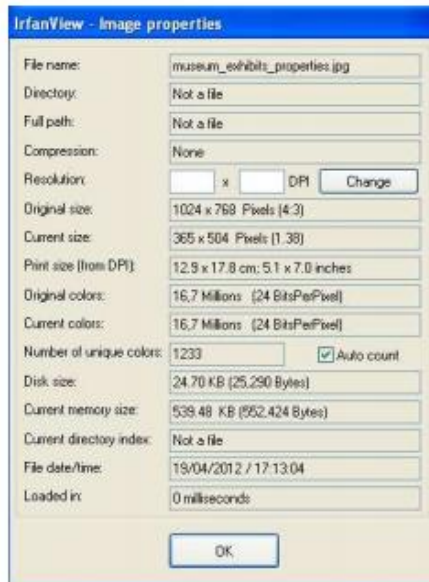 IrfanView - Image properties
File name: museum_exhibits_properties.jpg
Directory: Not a file
Full path: Not a file
Compression: None
Resolution: x DPI Change
Original size: 1024 x 768 Pixels (4:3)
Current size: 365 x 504 Pixels (1.38)
Print size (from DPI): 12.9 x 17.8 cm; 5.1 x 7.0 inches
Original colors: 16,7 Millions (24 BitsPerPixel)
Current colors: 16,7 Millions (24 BitsPerPixel)
Number of unique colors: 1233 Auto count
Disk size: 24.70 KB (25,290 Bytes)
Current memory size: 539.48 KB (552,424 Bytes)
Current directory index: Not a file
File date/time: 19/04/2012 / 17:13:04
Loaded in: 0 milliseconds
OK